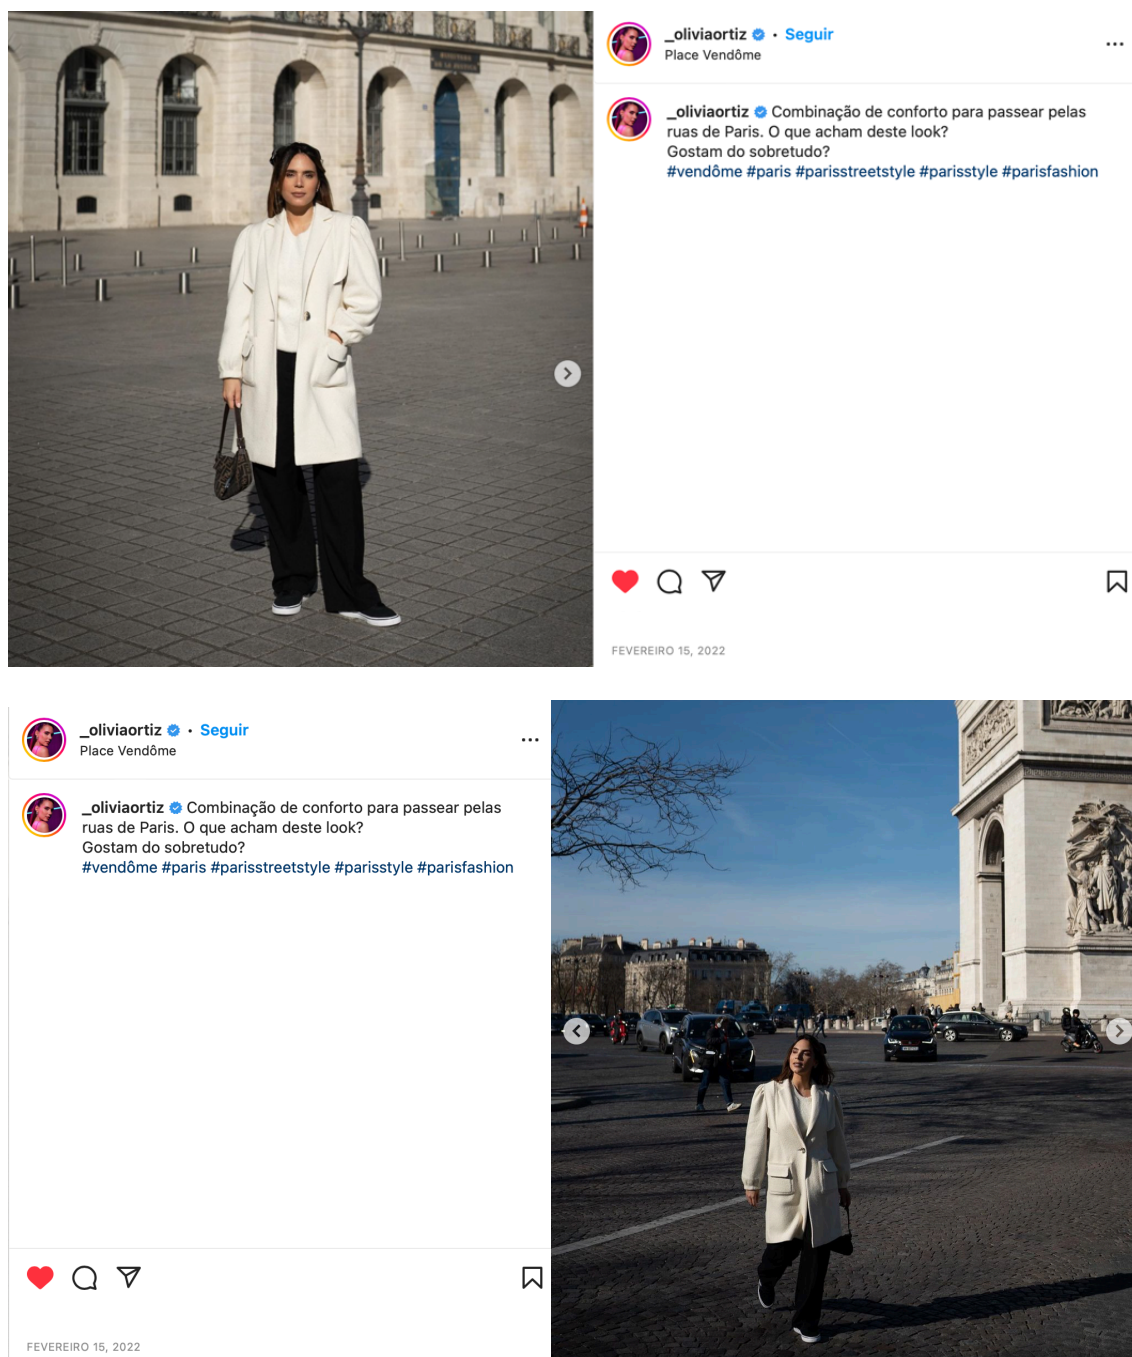 _oliviaortiz • Seguir
Place Vendôme
_oliviaortiz Combinação de conforto para passear pelas
ruas de Paris. O que acham deste look?
Gostam do sobretudo?
#vendôme #paris #parisstreetstyle #parisstyle #parisfashion
FEVEREIRO 15, 2022
_oliviaortiz • Seguir
Place Vendôme
_oliviaortiz Combinação de conforto para passear pelas
ruas de Paris. O que acham deste look?
Gostam do sobretudo?
#vendôme #paris #parisstreetstyle #parisstyle #parisfashion
FEVEREIRO 15, 2022